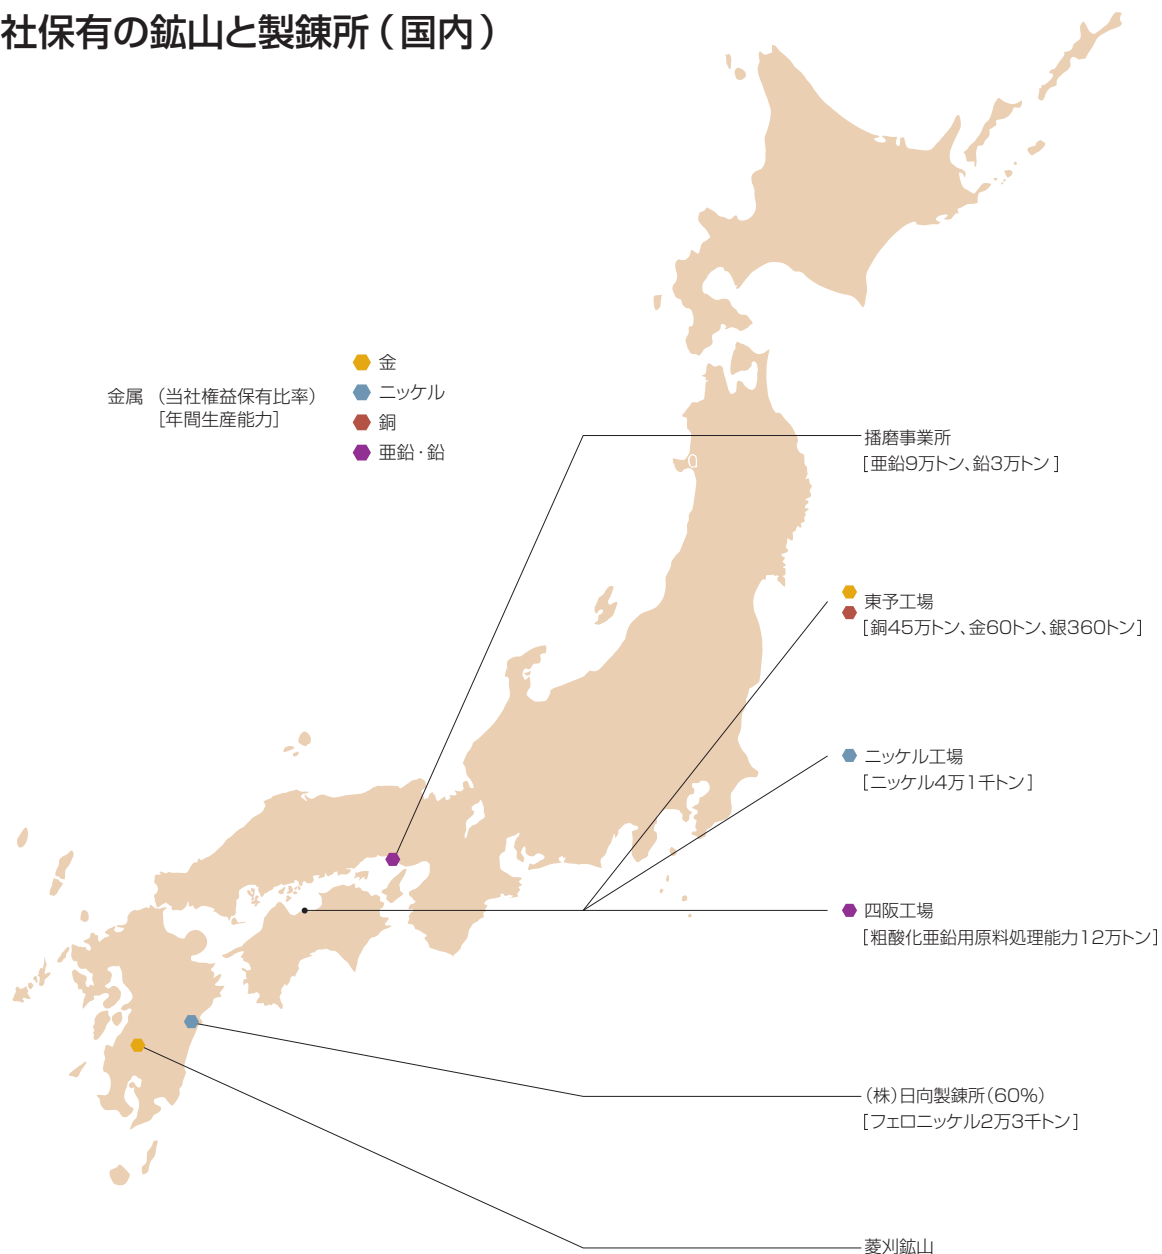 社保有の鉱山と製錬所（国内）
金
ニッケル
銅
亜鉛・鉛
金属 （当社権益保有比率）
［年間生産能力］
播磨事業所
［亜鉛9万トン、鉛3万トン］
東予工場
［銅45万トン、金60トン、銀360トン］
ニッケル工場
［ニッケル4万1千トン］
四阪工場
［粗酸化亜鉛用原料処理能力12万トン］
（株）日向製錬所（60%）
［フェロニッケル2万3千トン］
菱刈鉱山